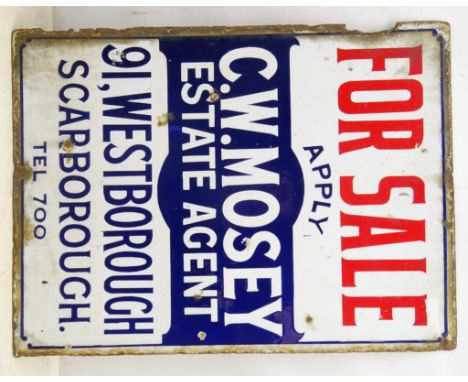 FOR SALE
APPLY
C.W.MOSEY
ESTATE AGENT
91, WESTBOROUGH
SCARBOROUGH.
TEL 700